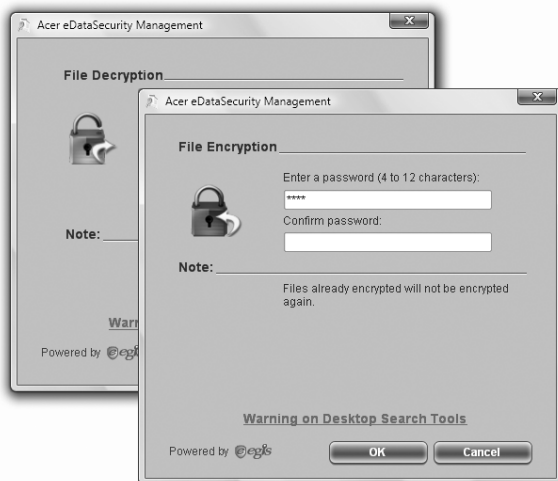 Acer eDataSecurity Management
File Decryption
Note:
Powered by
Acer eDataSecurity Management
File Encryption
Enter a password (4 to 12 characters):
****
Confirm password:
Note:
Files already encrypted will not be encrypted
again.
Warning on Desktop Search Tools
Powered by egis
OK
Cancel